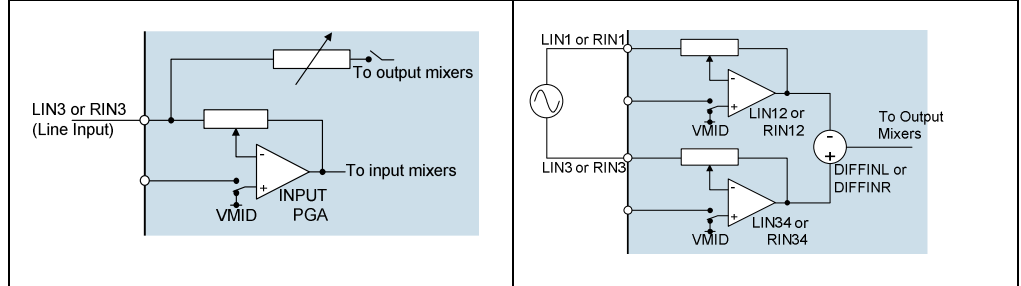 To output mixers
LIN3 or RIN3
(Line Input)
-
To input mixers
+
INPUT
PGA
VMID
LIN1 or RIN1
-
+
LIN12 or
RIN12
VMID
To Output
Mixers
-
+
LIN3 or RIN3
DIFFINL or
DIFFINR
-
+
LIN34 or
RIN34
VMID